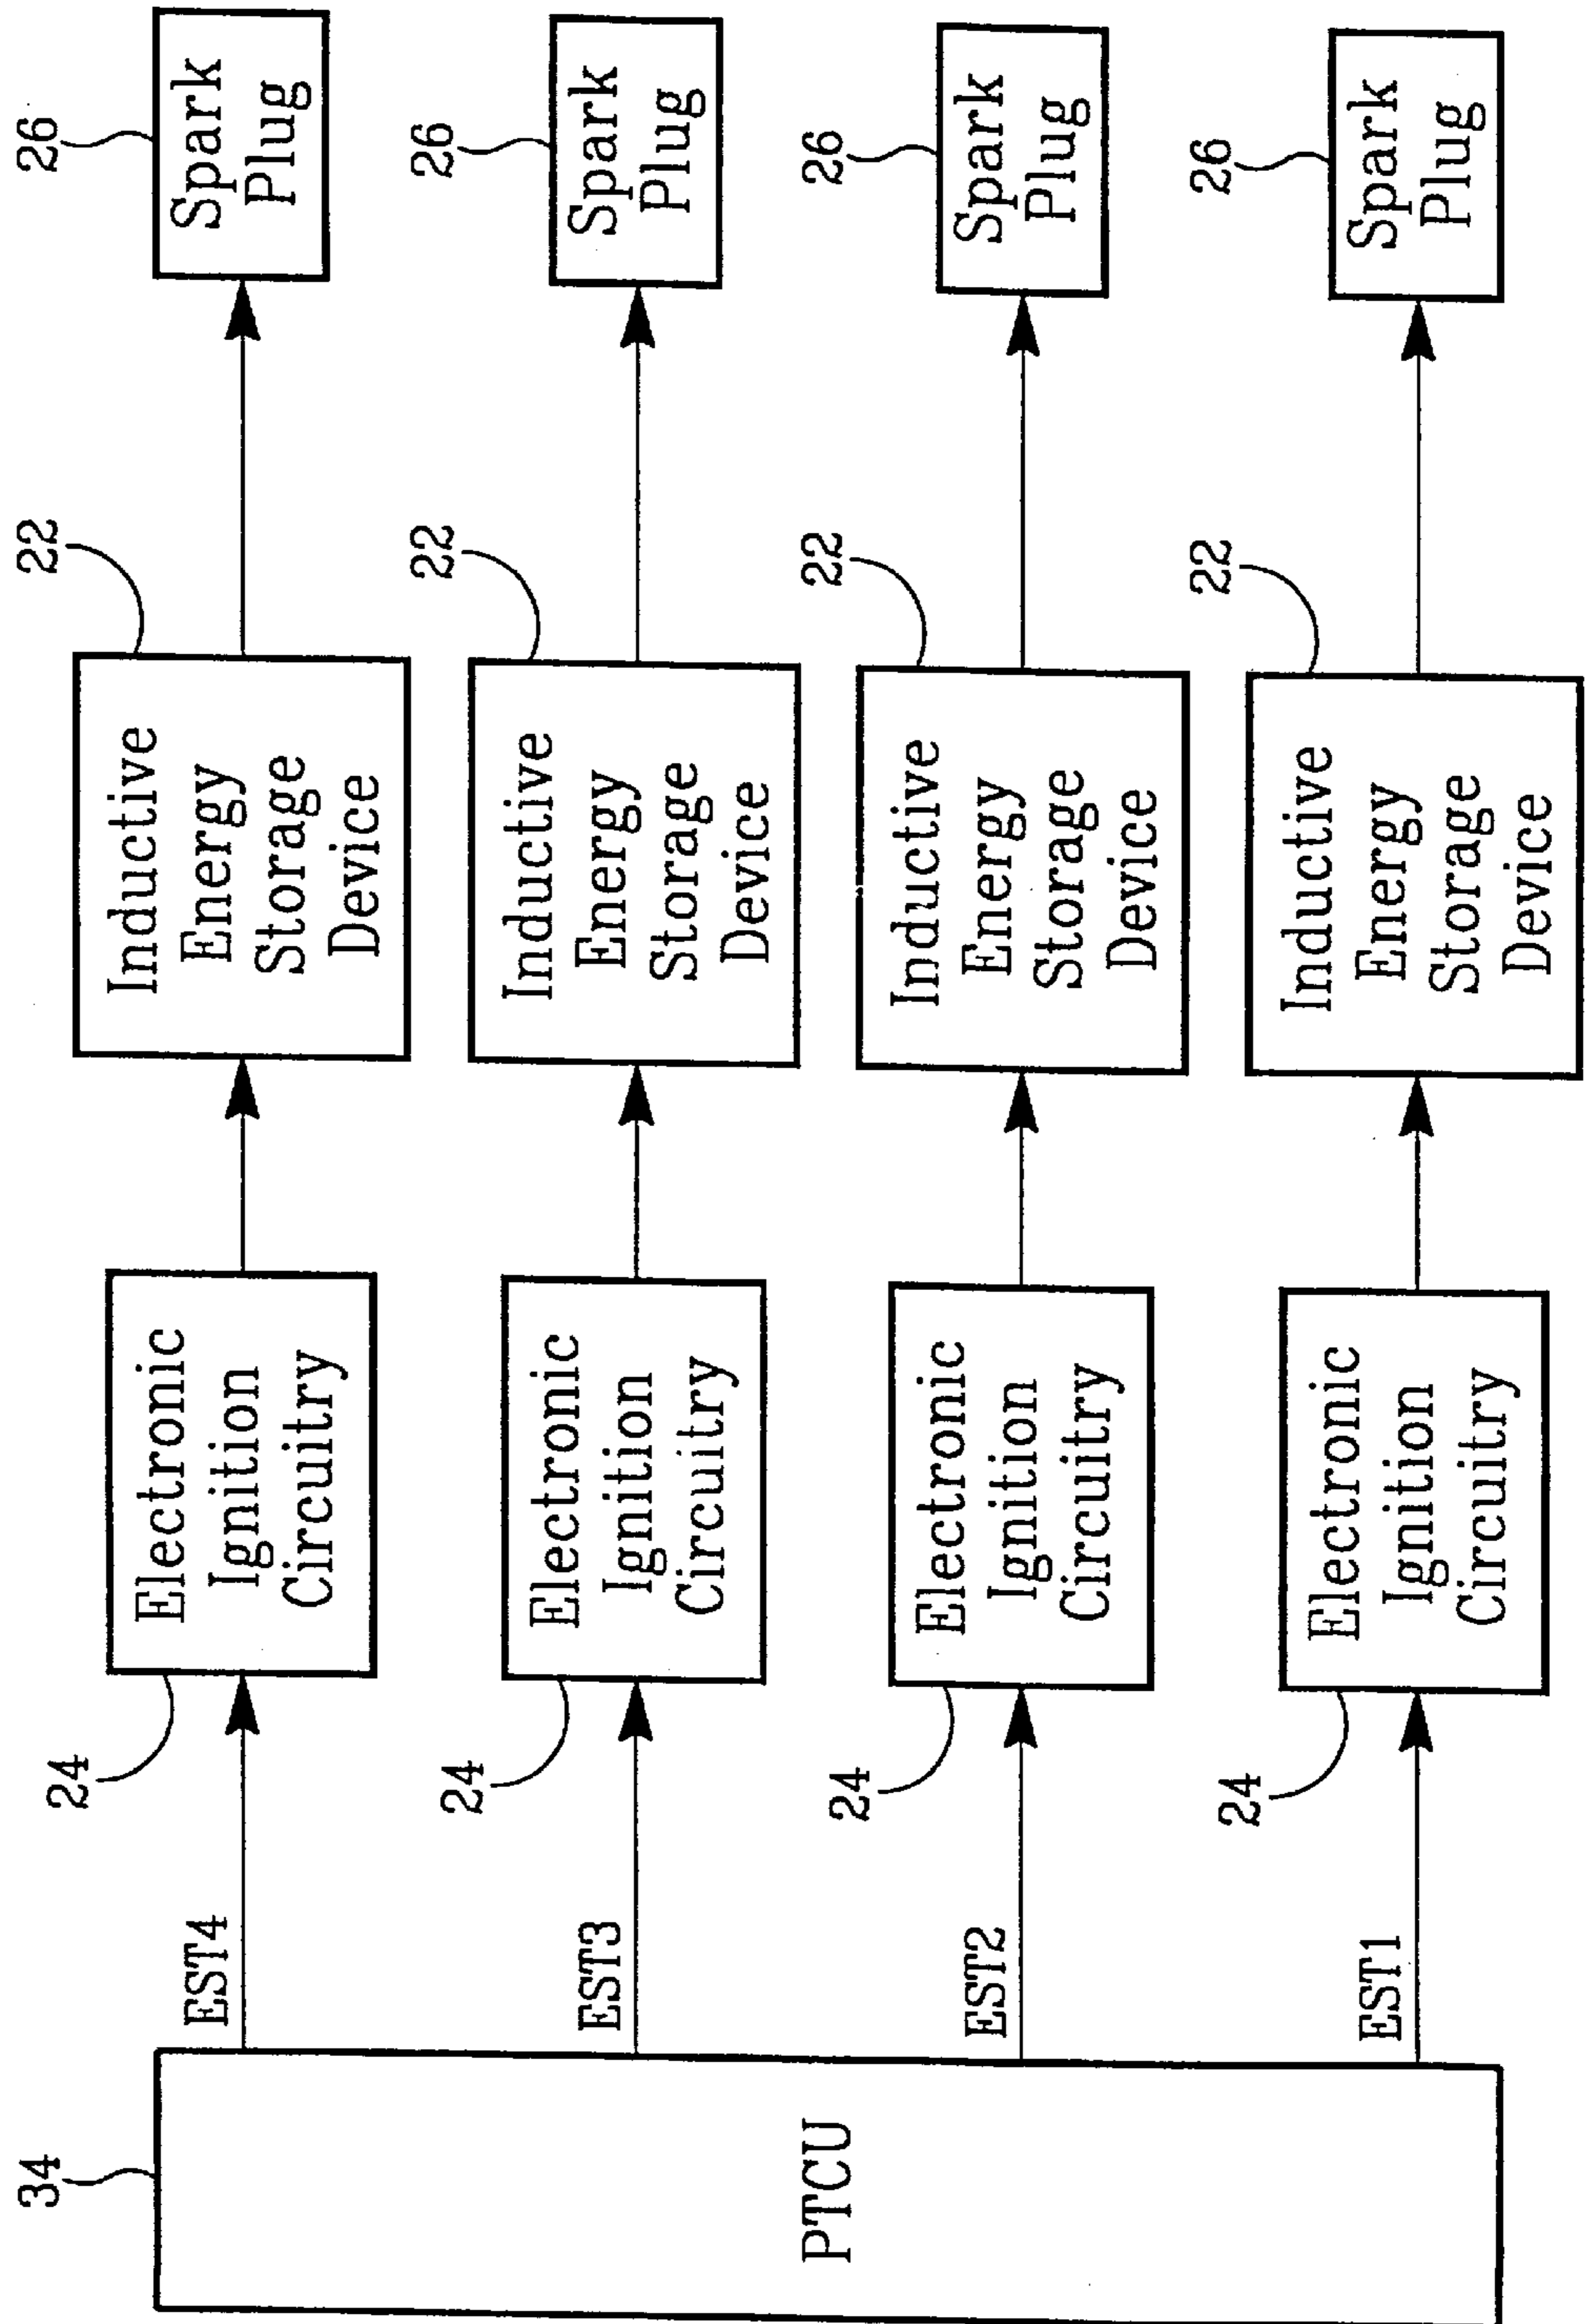 34
PTCU
EST4
24
Electronic
Ignition
Circuitry
22
Inductive
Energy
Storage
Device
26
Spark
Plug
EST3
24
Electronic
Ignition
Circuitry
22
Inductive
Energy
Storage
Device
26
Spark
Plug
EST2
24
Electronic
Ignition
Circuitry
22
Inductive
Energy
Storage
Device
26
Spark
Plug
EST1
24
Electronic
Ignition
Circuitry
22
Inductive
Energy
Storage
Device
26
Spark
Plug